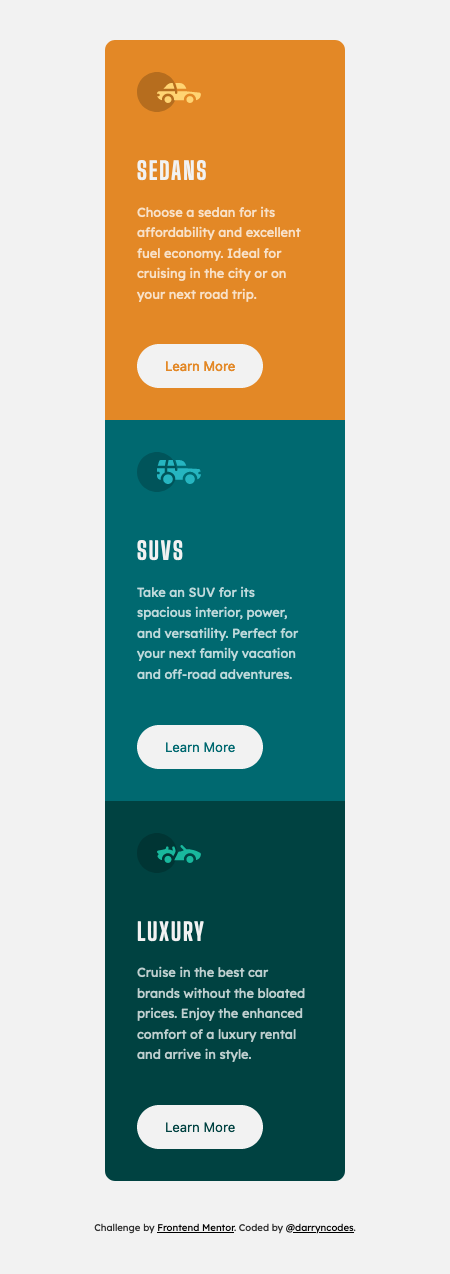 SEDANS
Choose a sedan for its
affordability and excellent
fuel economy. Ideal for
cruising in the city or on
your next road trip.
Learn More
SUVS
Take an SUV for its
spacious interior, power,
and versatility. Perfect for
your next family vacation
and off-road adventures.
Learn More
LUXURY
Cruise in the best car
brands without the bloated
prices. Enjoy the enhanced
comfort of a luxury rental
and arrive in style.
Learn More
Challenge by Frontend Mentor. Coded by @darryncodes.